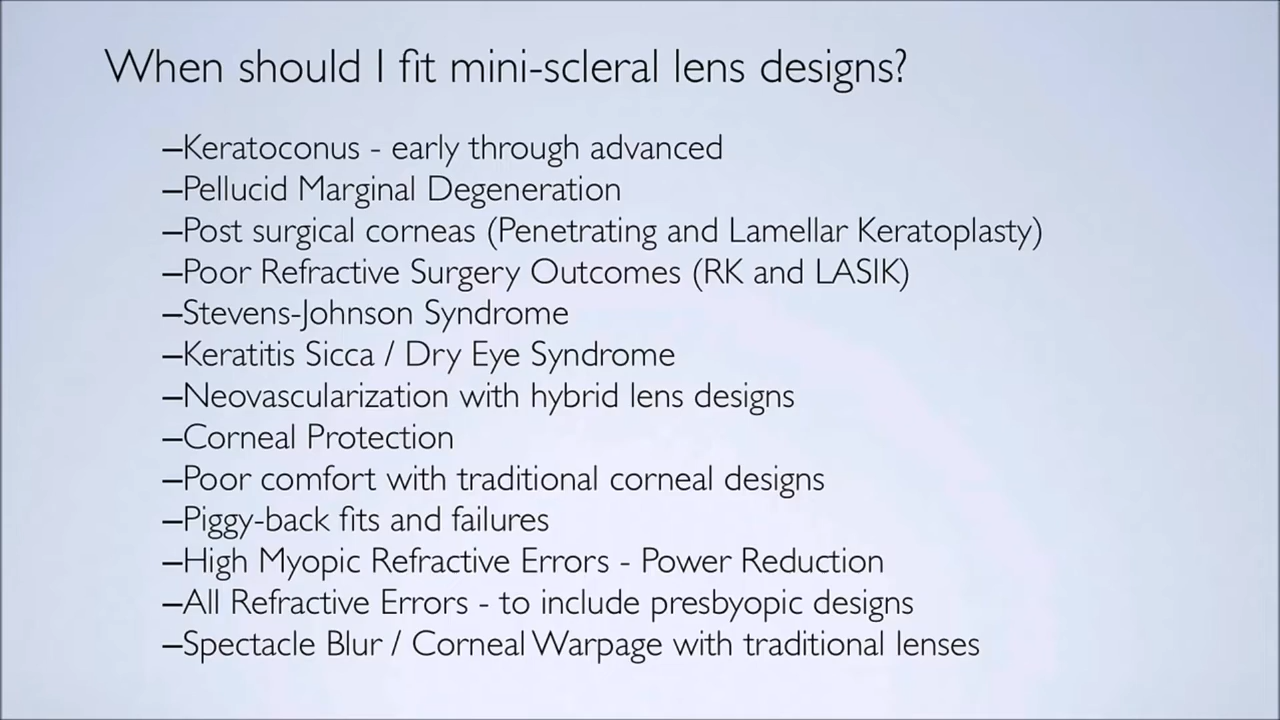 When should I fit mini-scleral lens designs?
–Keratoconus - early through advanced
–Pellucid Marginal Degeneration
–Post surgical corneas (Penetrating and Lamellar Keratoplasty)
–Poor Refractive Surgery Outcomes (RK and LASIK)
–Stevens-Johnson Syndrome
–Keratitis Sicca / Dry Eye Syndrome
–Neovascularization with hybrid lens designs
–Corneal Protection
–Poor comfort with traditional corneal designs
–Piggy-back fits and failures
–High Myopic Refractive Errors - Power Reduction
–All Refractive Errors - to include presbyopic designs
–Spectacle Blur / Corneal Warpage with traditional lenses